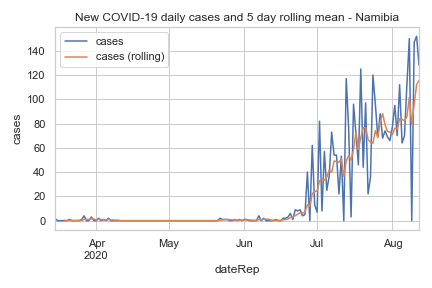 New COVID-19 daily cases and 5 day rolling mean - Namibia
cases
cases (rolling)
140
120
100
80
60
40
20
0
cases
Apr
2020
May
Jun
Jul
Aug
dateRep